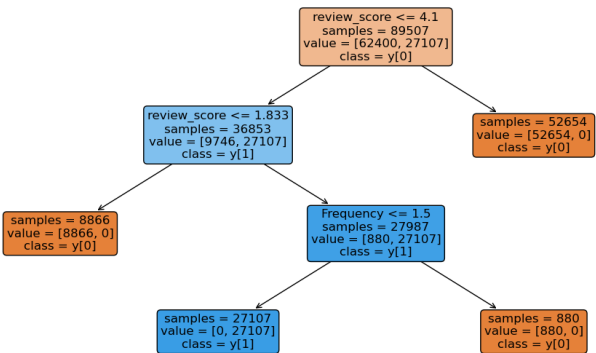 review_score <= 4.1
samples = 89507
value = [62400, 27107]
class = y[0]
review_score <= 1.833
samples = 36853
value = [9746, 27107]
class = y[1]
samples = 52654
value = [52654, 0]
class = y[0]
samples = 8866
value = [8866, 0]
class = y[0]
Frequency <= 1.5
samples = 27987
value = [880, 27107]
class = y[1]
samples = 27107
value = [0, 27107]
class = y[1]
samples = 880
value = [880, 0]
class = y[0]